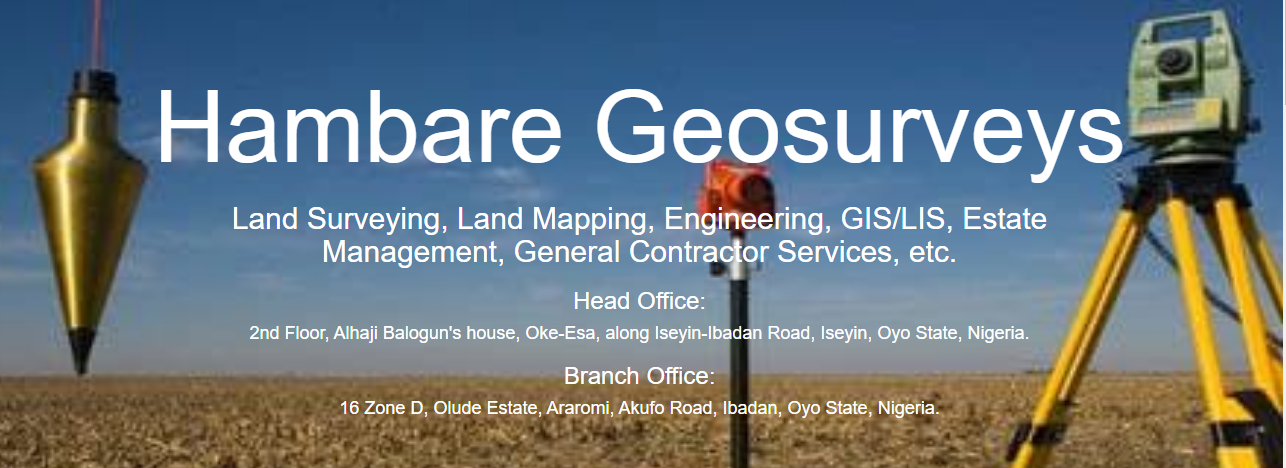 Hambare Geosurveys
Land Surveying, Land Mapping, Engineering, GIS/LIS, Estate
Management, General Contractor Services, etc.
Head Office:
2nd Floor, Alhaji Balogun's house, Oke-Esa, along Iseyin-Ibadan Road, Iseyin, Oyo State, Nigeria.
Branch Office:
16 Zone D, Olude Estate, Araromi, Akufo Road, Ibadan, Oyo State, Nigeria.